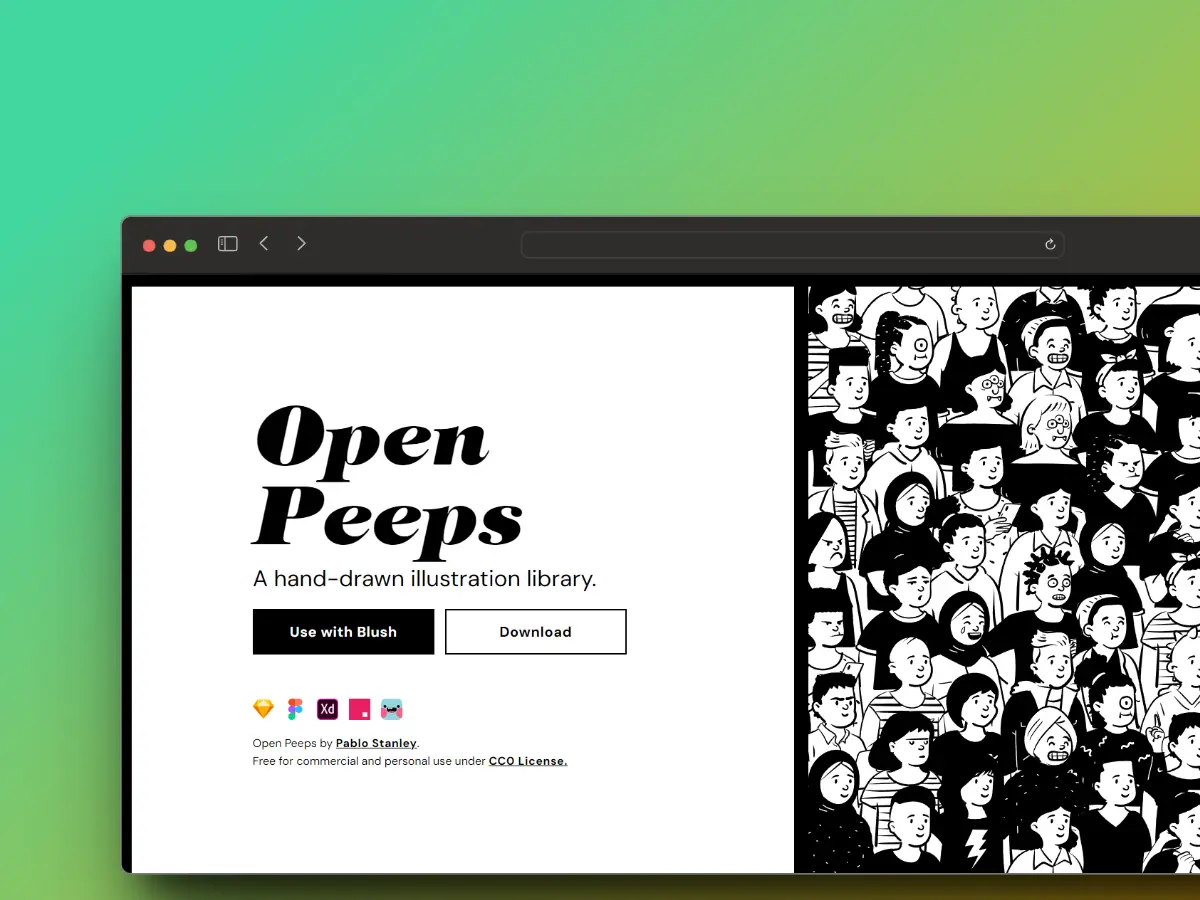 Open
Peeps
A hand-drawn illustration library.
Use with Blush
Download
Xd
Open Peeps by Pablo Stanley.
Free for commercial and personal use under CC0 License.